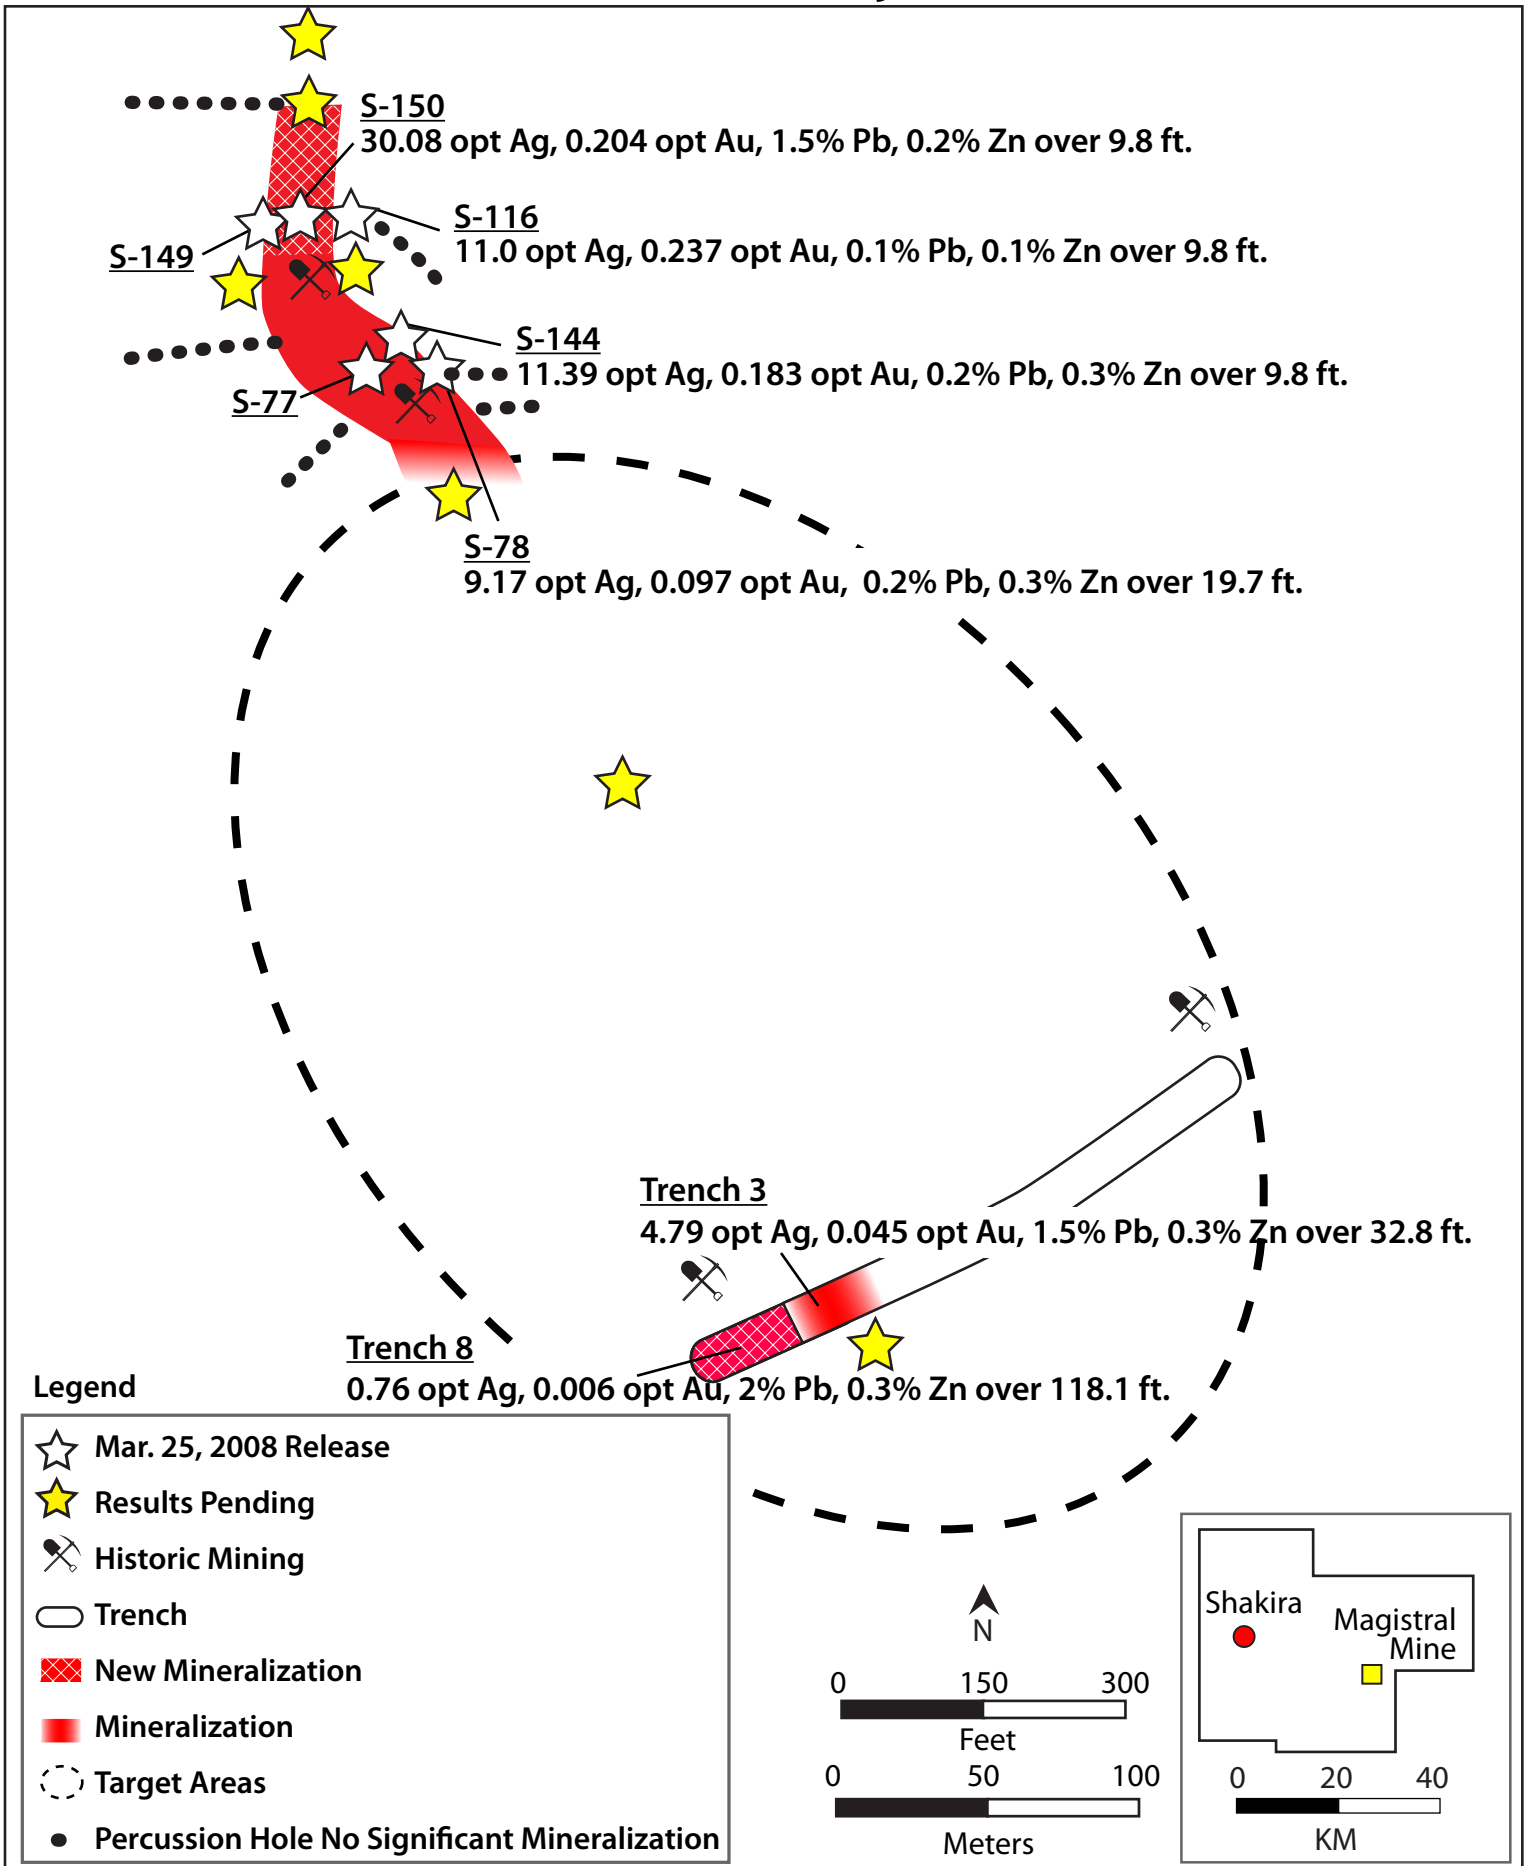 S-150
30.08 opt Ag, 0.204 opt Au, 1.5% Pb, 0.2% Zn over 9.8 ft.
S-116
11.0 opt Ag, 0.237 opt Au, 0.1% Pb, 0.1% Zn over 9.8 ft.
S-149
S-144
11.39 opt Ag, 0.183 opt Au, 0.2% Pb, 0.3% Zn over 9.8 ft.
S-77
S-78
9.17 opt Ag, 0.097 opt Au, 0.2% Pb, 0.3% Zn over 19.7 ft.
Trench 3
4.79 opt Ag, 0.045 opt Au, 1.5% Pb, 0.3% Zn over 32.8 ft.
Trench 8
0.76 opt Ag, 0.006 opt Au, 2% Pb, 0.3% Zn over 118.1 ft.
Legend
Mar. 25, 2008 Release
Results Pending
Historic Mining
Trench
New Mineralization
Mineralization
Target Areas
Percussion Hole No Significant Mineralization
N
0 150 300
Feet
0 50 100
Meters
Shakira
Magistral
Mine
0 20 40
KM